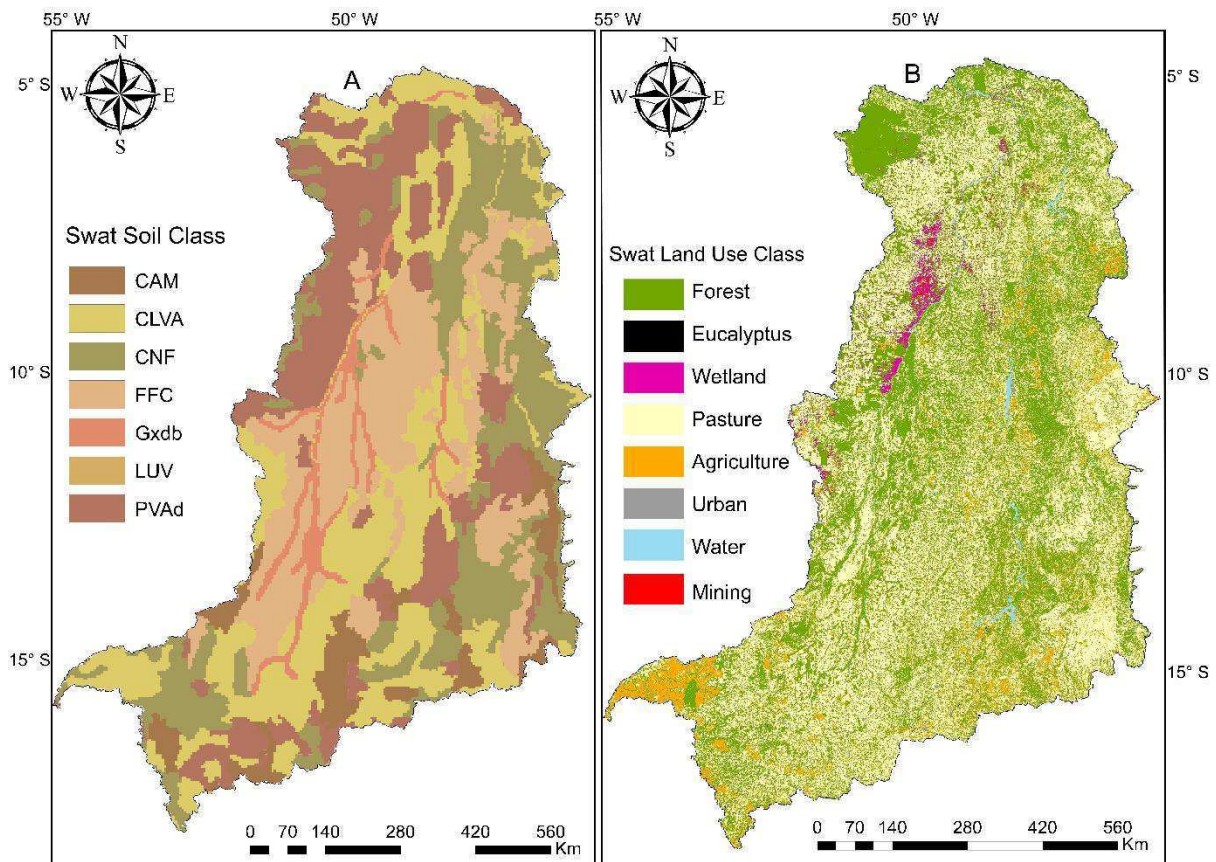 55° W
50° W
N
W
E
S
A
5° S
10° S
15° S
Swat Soil Class
CAM
CLVA
CNF
FFC
Gxdb
LUV
PVAd
0 70 140 280 420 560
Km
55° W
50° W
N
W
E
S
B
5° S
10° S
15° S
Swat Land Use Class
Forest
Eucalyptus
Wetland
Pasture
Agriculture
Urban
Water
Mining
0 70 140 280 420 560
Km